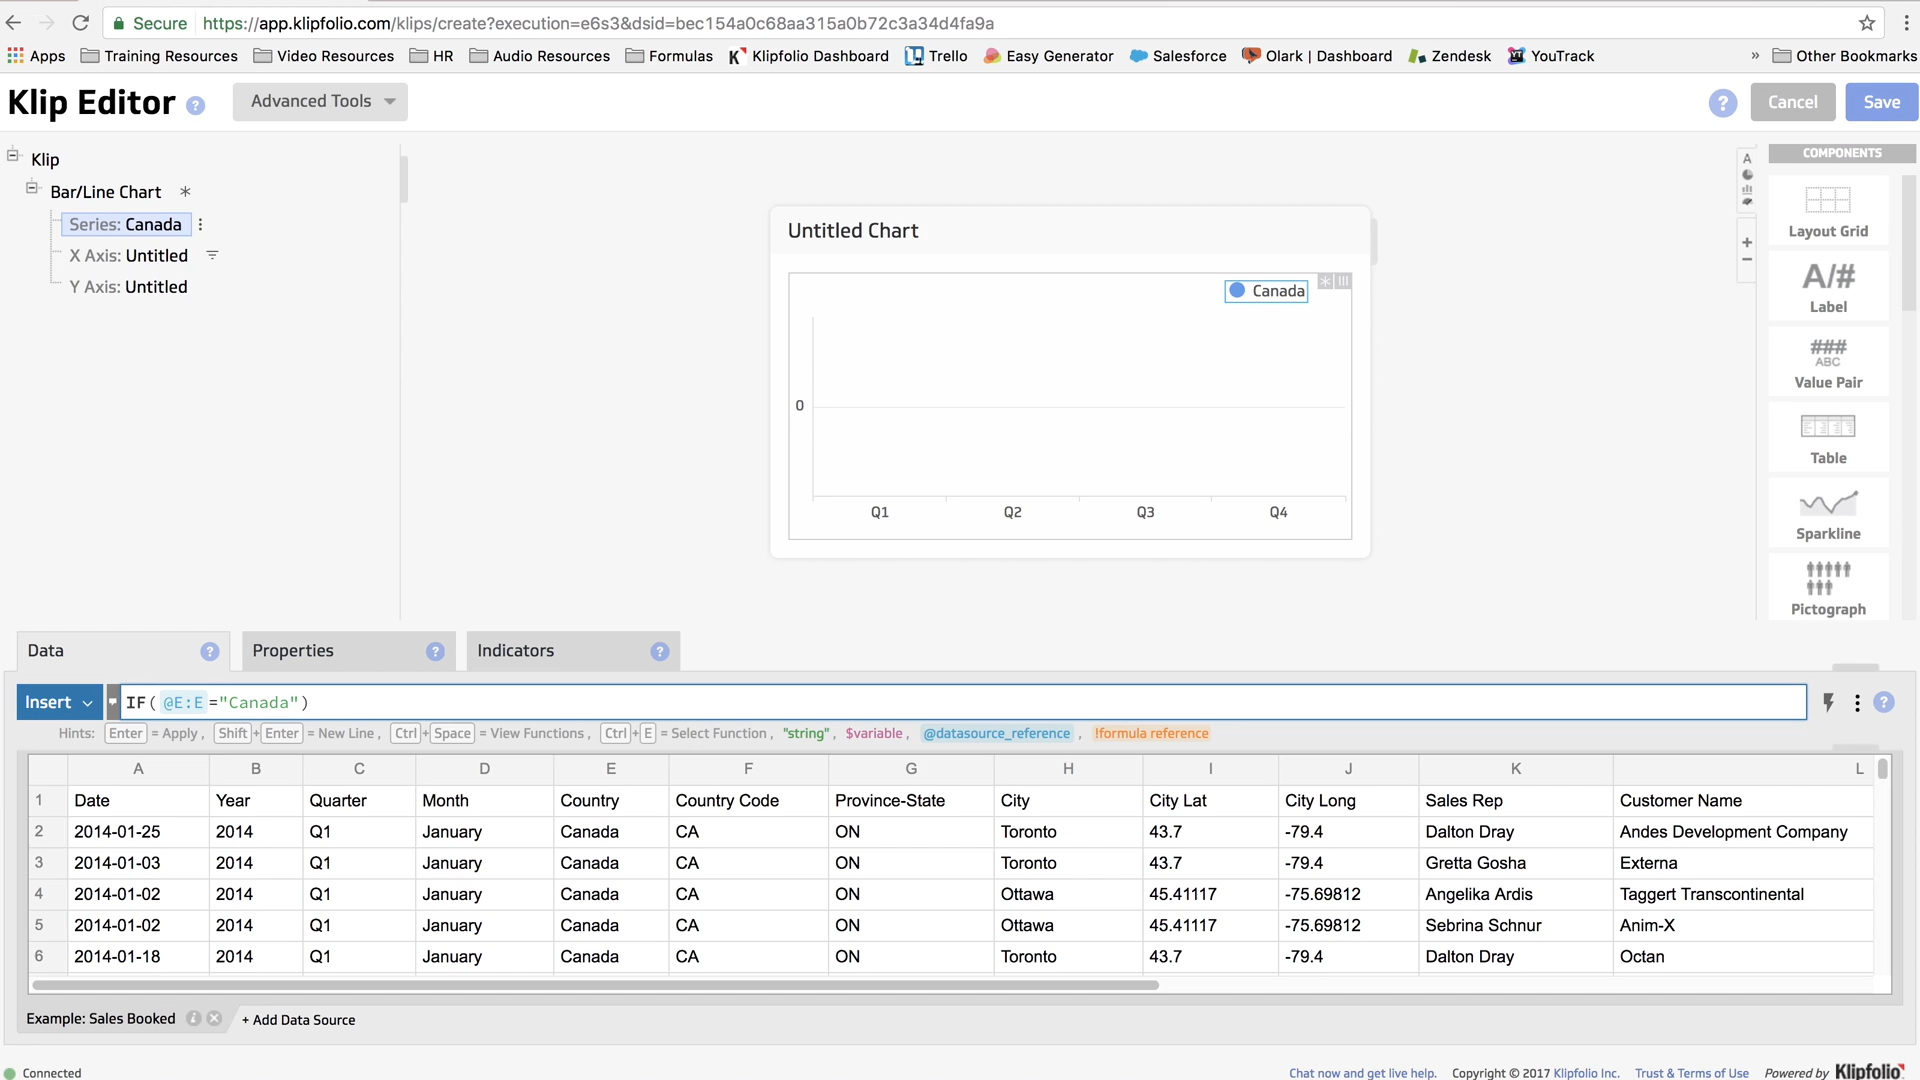 Secure https://app.klipfolio.com/klips/create?execution=e6s3&dsid=bec154a0c68aa315a0b72c3a34d4fa9a
Apps Training Resources Video Resources HR Audio Resources Formulas Klipfolio Dashboard Trello Easy Generator Salesforce Olark | Dashboard Zendesk YouTrack » Other Bookmarks
Klip Editor ? Advanced Tools ? Cancel Save
Klip
Bar/Line Chart *
Series: Canada
X Axis: Untitled
Y Axis: Untitled
Untitled Chart
Canada
0
Q1 Q2 Q3 Q4
A
+
−
COMPONENTS
Layout Grid
A/#
Label
###
ABC
Value Pair
Table
Sparkline
Pictograph
Data ? Properties ? Indicators ?
Insert IF( @E:E ="Canada") ?
Hints: Enter = Apply , Shift + Enter = New Line , Ctrl + Space = View Functions , Ctrl + E = Select Function , "string" , $variable , @datasource_reference , !formula reference
A B C D E F G H I J K L
1 Date Year Quarter Month Country Country Code Province-State City City Lat City Long Sales Rep Customer Name
2 2014-01-25 2014 Q1 January Canada CA ON Toronto 43.7 -79.4 Dalton Dray Andes Development Company
3 2014-01-03 2014 Q1 January Canada CA ON Toronto 43.7 -79.4 Gretta Gosha Externa
4 2014-01-02 2014 Q1 January Canada CA ON Ottawa 45.41117 -75.69812 Angelika Ardis Taggert Transcontinental
5 2014-01-02 2014 Q1 January Canada CA ON Ottawa 45.41117 -75.69812 Sebrina Schnur Anim-X
6 2014-01-18 2014 Q1 January Canada CA ON Toronto 43.7 -79.4 Dalton Dray Octan
Example: Sales Booked + Add Data Source
Connected Chat now and get live help. Copyright © 2017 Klipfolio Inc. Trust & Terms of Use Powered by Klipfolio